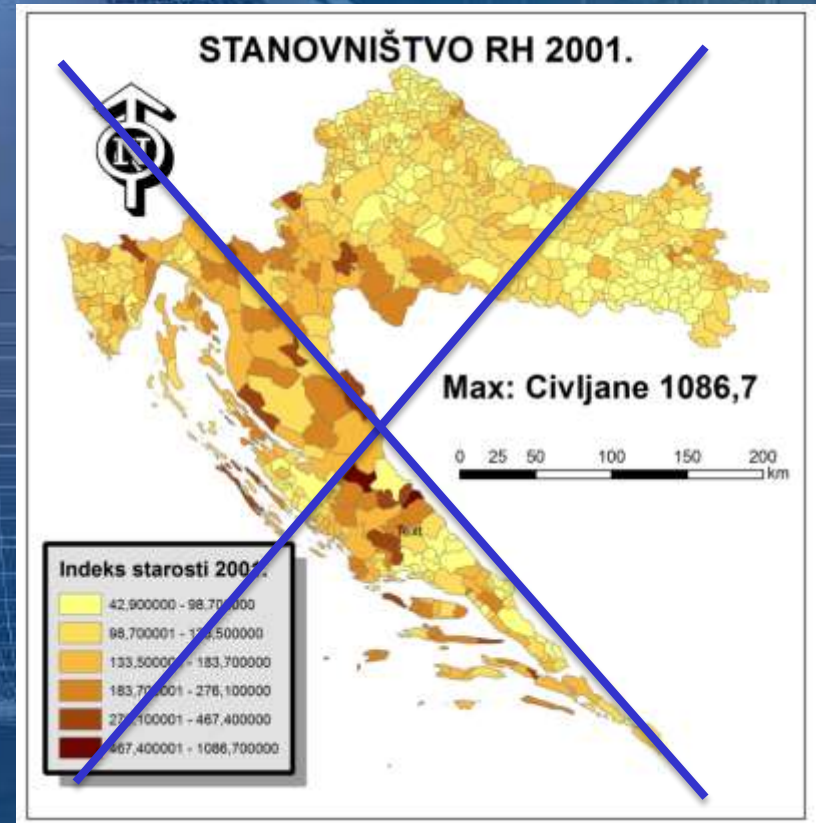 STANOVNIŠTVO RH 2001.
N
Max: Civljane 1086,7
0 25 50 100 150 200
km
Text
Indeks starosti 2001.
42,900000 - 98,700000
98,700001 - 133,500000
133,500001 - 183,700000
183,700001 - 276,100000
276,100001 - 467,400000
467,400001 - 1086,700000